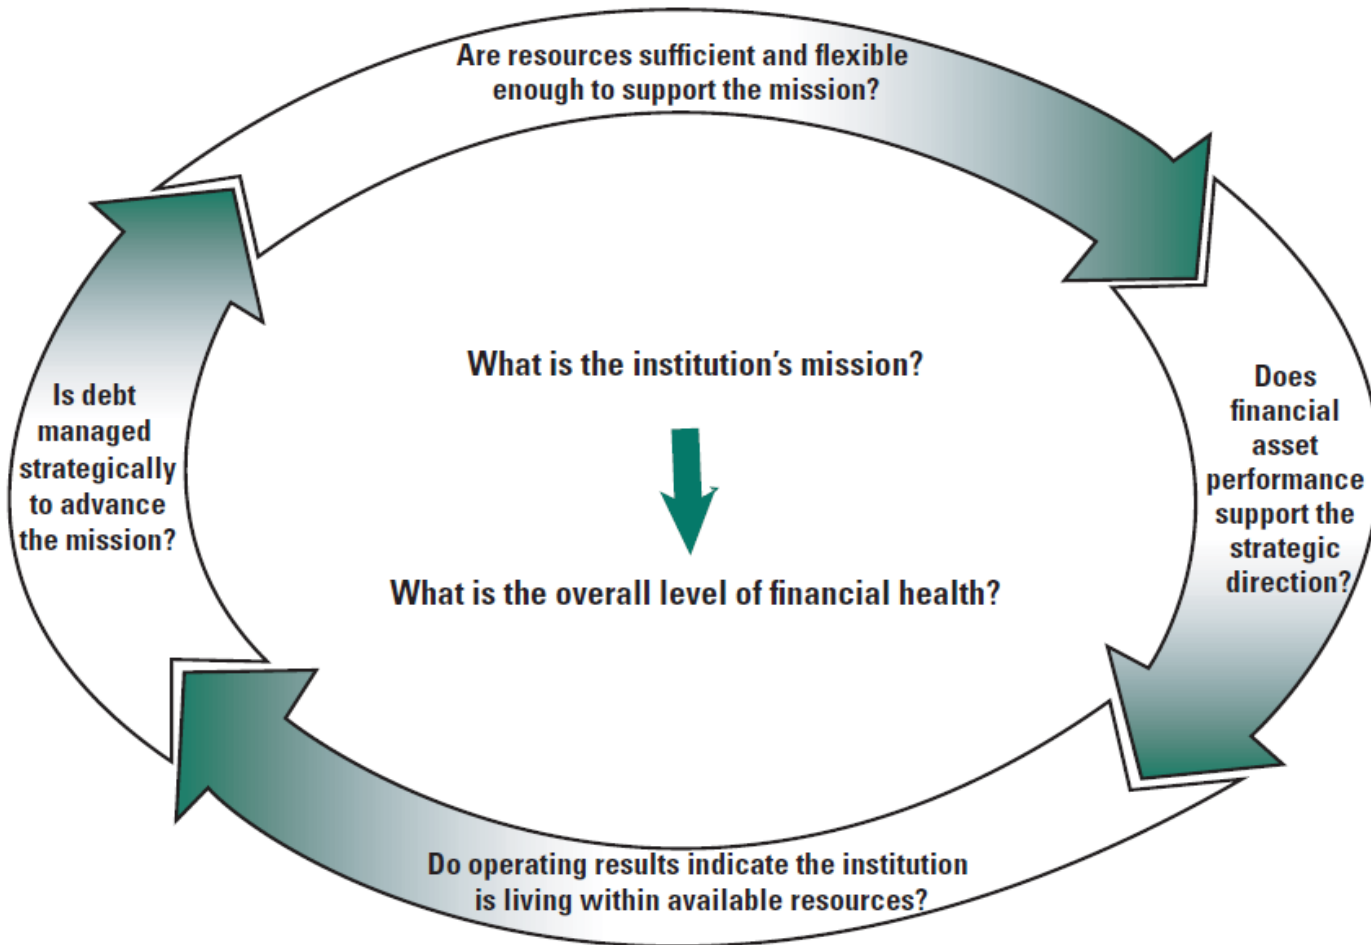 Are resources sufficient and flexible
enough to support the mission?
What is the institution's mission?
What is the overall level of financial health?
Does
financial
asset
performance
support the
strategic
direction?
Do operating results indicate the institution
is living within available resources?
Is debt
managed
strategically
to advance
the mission?